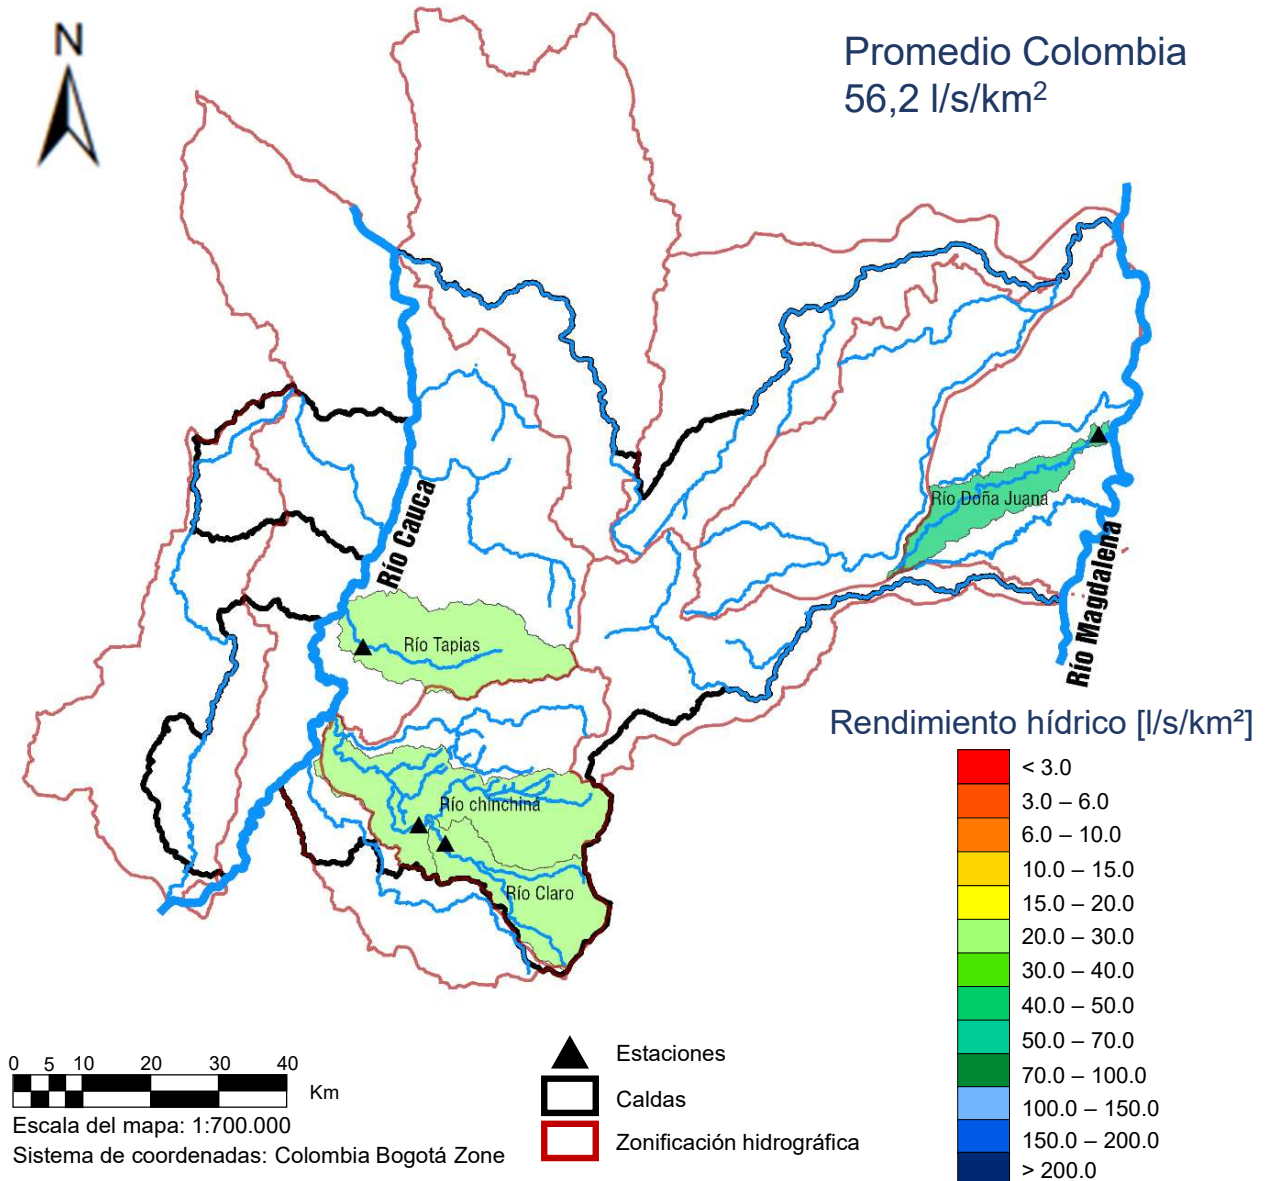 N
Promedio Colombia
56,2 l/s/km²
Río Cauca
Río Doña Juana
Río Magdalena
Río Tapias
Río chinchiná
Río Claro
Rendimiento hídrico [l/s/km²]
< 3.0
3.0 – 6.0
6.0 – 10.0
10.0 – 15.0
15.0 – 20.0
20.0 – 30.0
30.0 – 40.0
40.0 – 50.0
50.0 – 70.0
70.0 – 100.0
100.0 – 150.0
150.0 – 200.0
> 200.0
0 5 10 20 30 40
Km
Escala del mapa: 1:700.000
Sistema de coordenadas: Colombia Bogotá Zone
Estaciones
Caldas
Zonificación hidrográfica